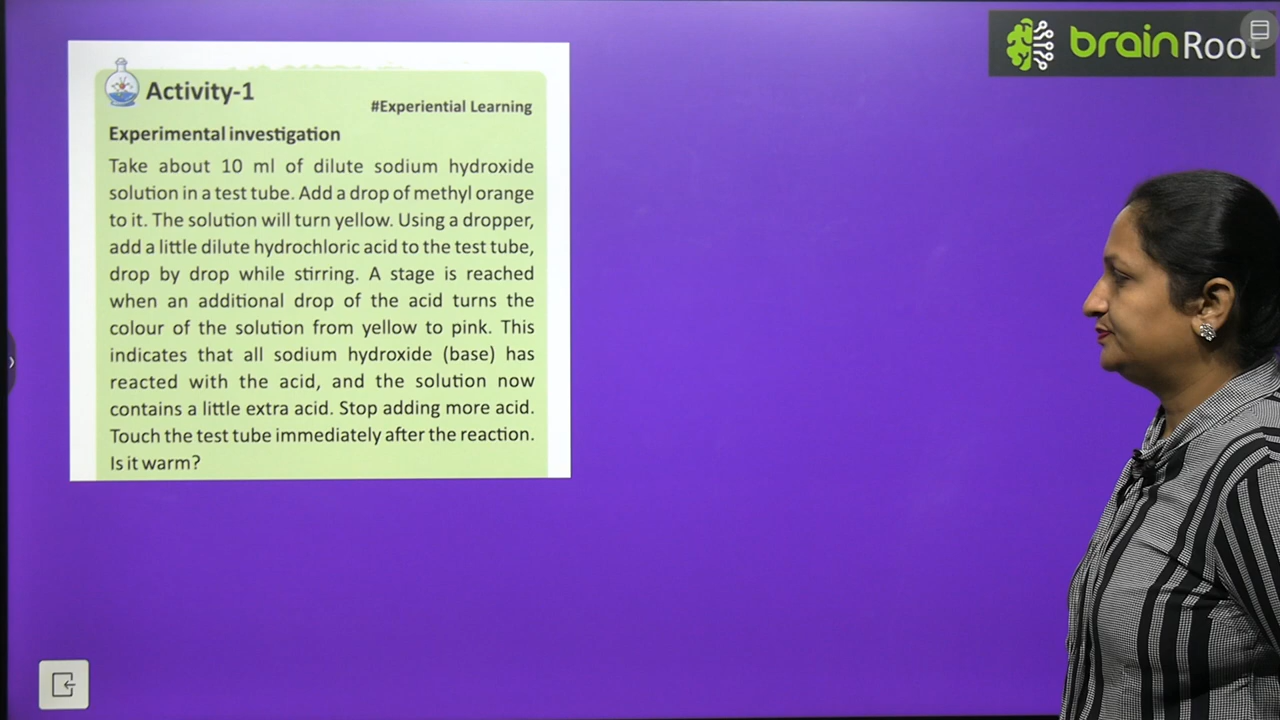 brain Root
Activity-1
#Experiential Learning
Experimental investigation
Take about 10 ml of dilute sodium hydroxide
solution in a test tube. Add a drop of methyl orange
to it. The solution will turn yellow. Using a dropper,
add a little dilute hydrochloric acid to the test tube,
drop by drop while stirring. A stage is reached
when an additional drop of the acid turns the
colour of the solution from yellow to pink. This
indicates that all sodium hydroxide (base) has
reacted with the acid, and the solution now
contains a little extra acid. Stop adding more acid.
Touch the test tube immediately after the reaction.
Is it warm?